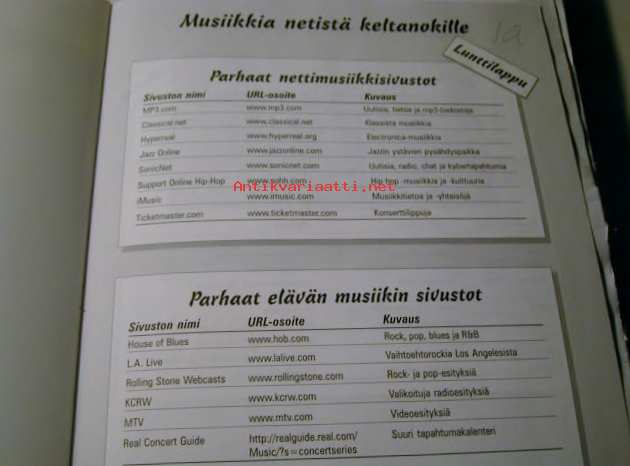 Musiikkia netistä keltanokille
Lunttilappu
Parhaat nettimusiikkisivustot
Sivuston nimi URL-osoite Kuvaus
MP3.com www.mp3.com Uutisia, tietoa ja mp3-tiedostoja
Classical.net www.classical.net Klassista musiikkia
Hyperreal www.hyperreal.org Electronica-musiikkia
Jazz Online www.jazzonline.com Jazzin ystävien pysähdyspaikka
SonicNet www.sonicnet.com Uutisia, radio, chat ja kybertapahtumia
Support Online Hip-Hop www.sohh.com Hip hop -musiikkia ja -kulttuuria
Antikvariaatti.net
iMusic www.imusic.com Musiikkitietoa ja -yhteisöjä
Ticketmaster.com www.ticketmaster.com Konserttilippuja
Parhaat elävän musiikin sivustot
Sivuston nimi URL-osoite Kuvaus
House of Blues www.hob.com Rock, pop, blues ja R&B
L.A. Live www.lalive.com Vaihtoehtorockia Los Angelesista
Rolling Stone Webcasts www.rollingstone.com Rock- ja pop-esityksiä
KCRW www.kcrw.com Valikoituja radioesityksiä
MTV www.mtv.com Videoesityksiä
Real Concert Guide http://realguide.real.com/ Suuri tapahtumakalenteri
Music/?s=concertseries